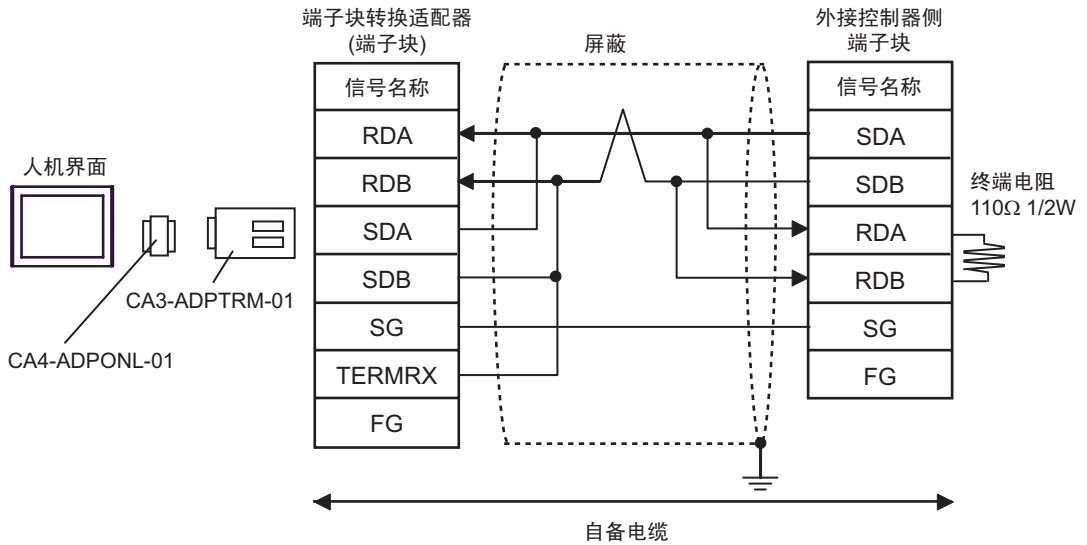 端子块转换适配器
(端子块)
屏蔽
外接控制器侧
端子块
信号名称
RDA
RDB
SDA
SDB
SG
TERMRX
FG
信号名称
SDA
SDB
RDA
RDB
SG
FG
人机界面
CA3-ADPTRM-01
CA4-ADPONL-01
终端电阻
110Ω 1/2W
自备电缆